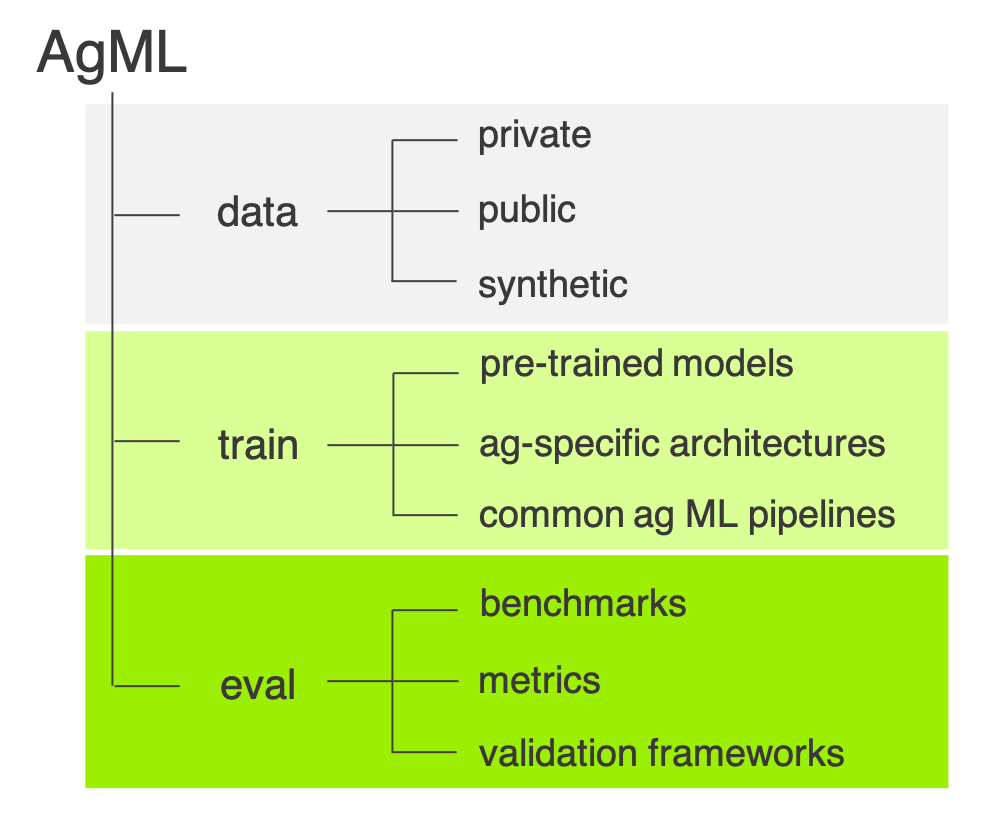 AgML
data
private
public
synthetic
train
pre-trained models
ag-specific architectures
common ag ML pipelines
eval
benchmarks
metrics
validation frameworks